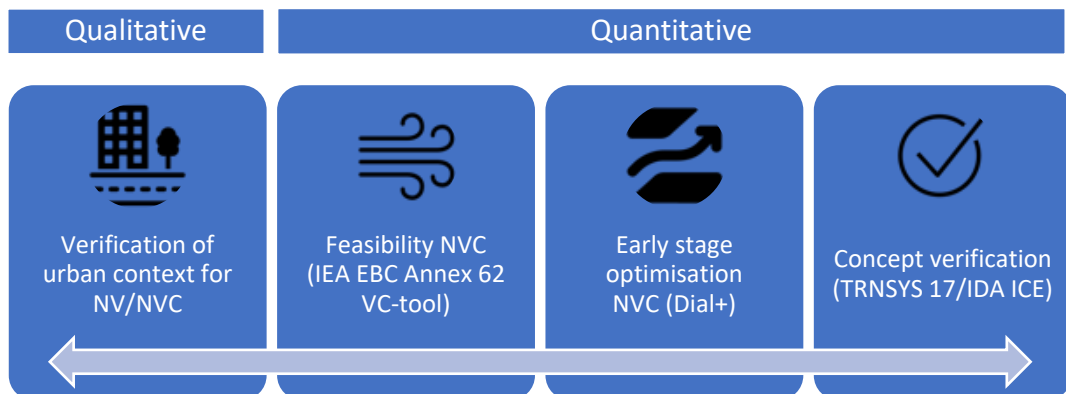 Qualitative
Quantitative
Verification of
urban context for
NV/NVC
Feasibility NVC
(IEA EBC Annex 62
VC-tool)
Early stage
optimisation
NVC (Dial+)
Concept verification
(TRNSYS 17/IDA ICE)